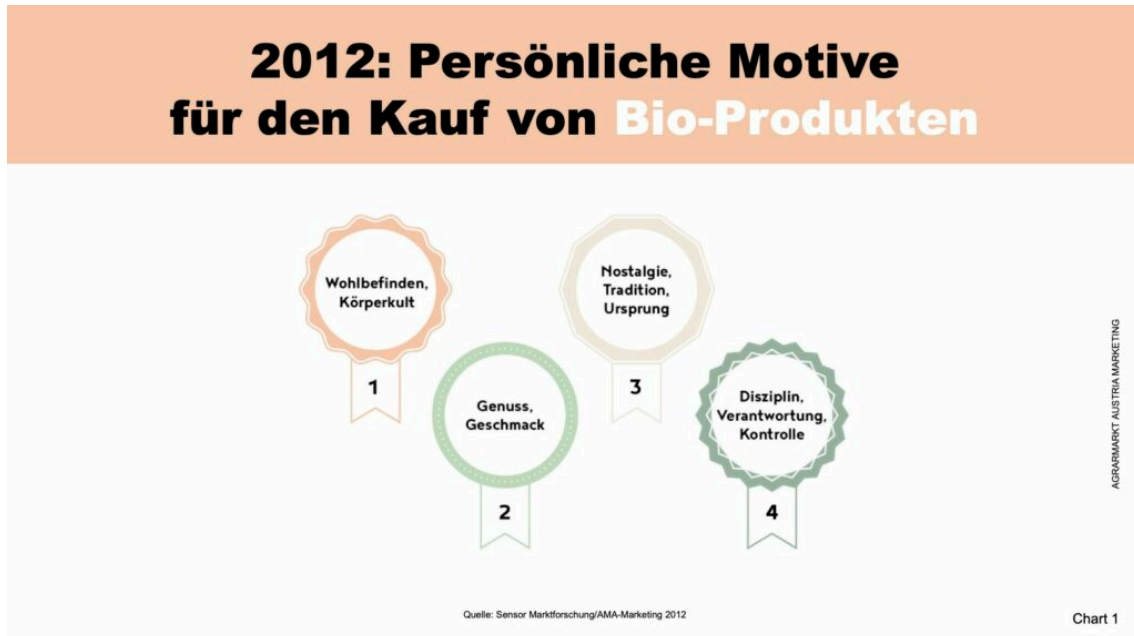 2012: Persönliche Motive
für den Kauf von Bio-Produkten
Wohlbefinden,
Körperkult
1
Genuss,
Geschmack
2
Nostalgie,
Tradition,
Ursprung
3
Disziplin,
Verantwortung,
Kontrolle
4
AGRARMARKT AUSTRIA MARKETING
Quelle: Sensor Marktforschung/AMA-Marketing 2012
Chart 1